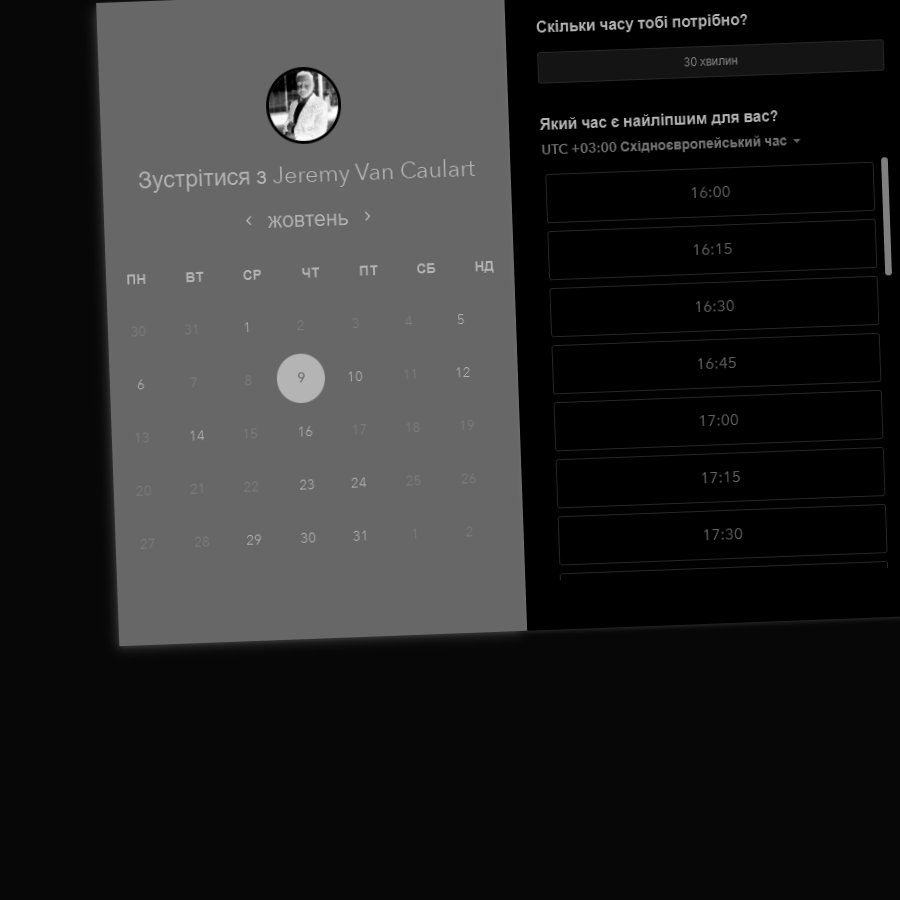 Зустрітися з Jeremy Van Caulart
‹ жовтень ›
ПН ВТ СР ЧТ ПТ СБ НД
30 31 1 2 3 4 5
6 7 8 9 10 11 12
13 14 15 16 17 18 19
20 21 22 23 24 25 26
27 28 29 30 31 1 2
Скільки часу тобі потрібно?
30 хвилин
Який час є найліпшим для вас?
UTC +03:00 Східноєвропейський час
16:00
16:15
16:30
16:45
17:00
17:15
17:30